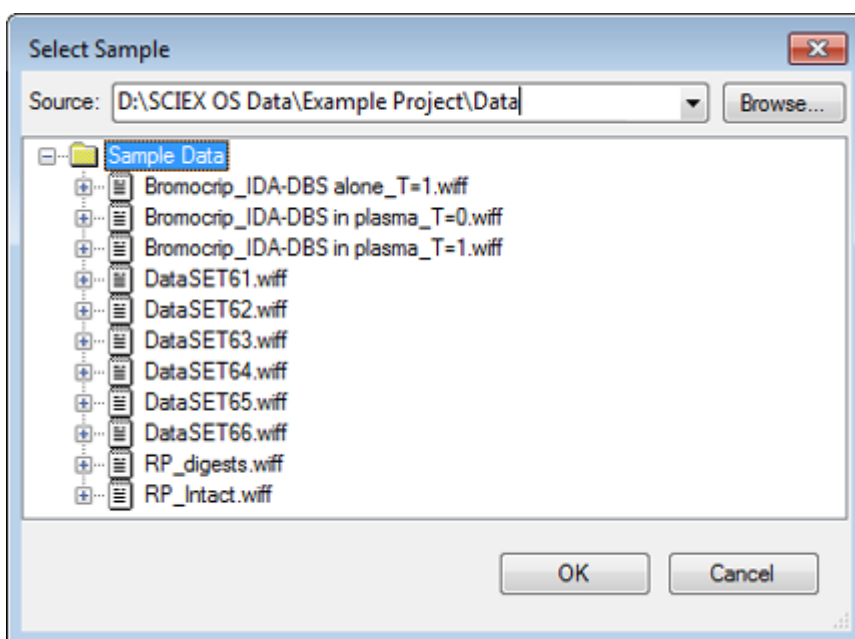 Select Sample
Source: D:\SCIEX OS Data\Example Project\Data Browse...
Sample Data
Bromocrip_IDA-DBS alone_T=1.wiff
Bromocrip_IDA-DBS in plasma_T=0.wiff
Bromocrip_IDA-DBS in plasma_T=1.wiff
DataSET61.wiff
DataSET62.wiff
DataSET63.wiff
DataSET64.wiff
DataSET65.wiff
DataSET66.wiff
RP_digests.wiff
RP_Intact.wiff
OK Cancel